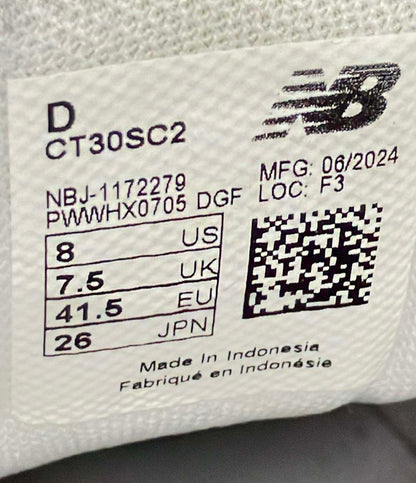 D
CT30SC2
NB
NBJ-1172279
PWWHX0705 DGF
MFG: 06/2024
LOC: F3
8 US
7.5 UK
41.5 EU
26 JPN
Made In Indonesia
Fabriqué en Indonésie